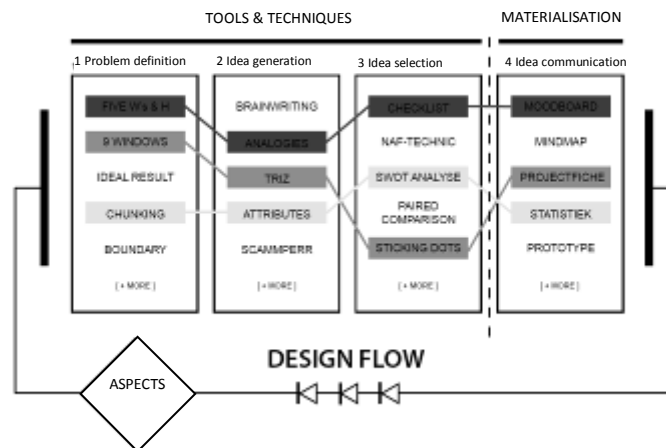 TOOLS & TECHNIQUES
MATERIALISATION
1 Problem definition
2 Idea generation
3 Idea selection
4 Idea communication
FIVE W's & H
9 WINDOWS
IDEAL RESULT
CHUNKING
BOUNDARY
[ + MORE ]
BRAINWRITING
ANALOGIES
TRIZ
ATTRIBUTES
SCAMMPERR
[ + MORE ]
CHECKLIST
NAF-TECHNIC
SWOT ANALYSE
PAIRED
COMPARISON
STICKING DOTS
[ + MORE ]
MOODBOARD
MINDMAP
PROJECTFICHE
STATISTIEK
PROTOTYPE
[ + MORE ]
DESIGN FLOW
ASPECTS